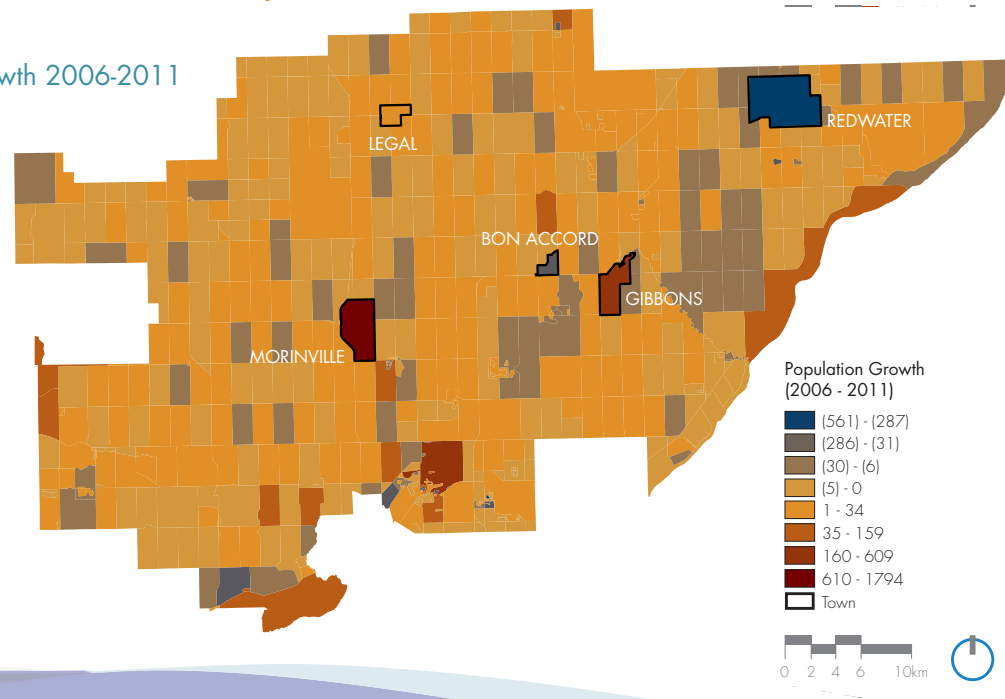 wth 2006-2011
LEGAL
REDWATER
BON ACCORD
GIBBONS
MORINVILLE
Population Growth
(2006 - 2011)
(561) - (287)
(286) - (31)
(30) - (6)
(5) - 0
1 - 34
35 - 159
160 - 609
610 - 1794
Town
0 2 4 6 10km